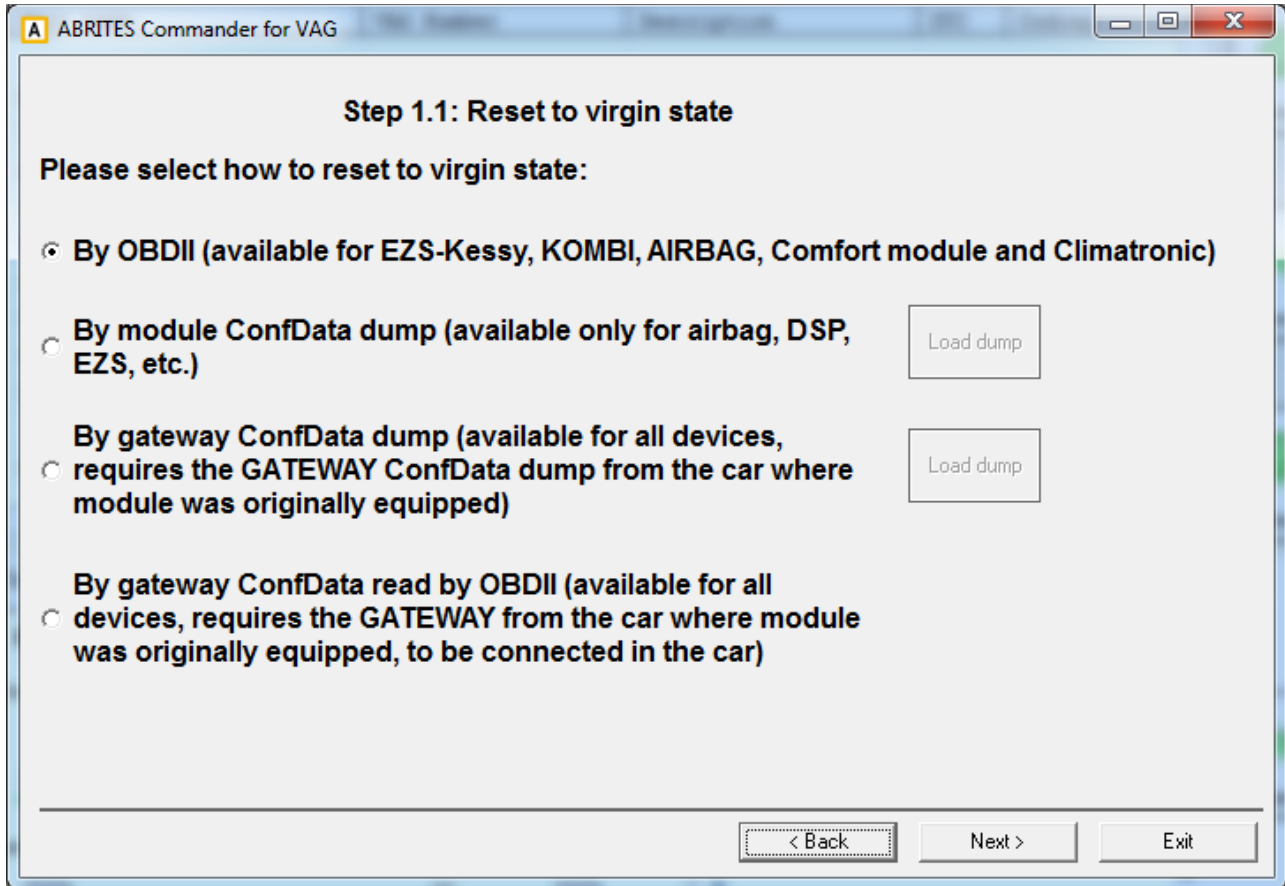 A ABRITES Commander for VAG
Step 1.1: Reset to virgin state
Please select how to reset to virgin state:
By OBDII (available for EZS-Kessy, KOMBI, AIRBAG, Comfort module and Climatronic)
By module ConfData dump (available only for airbag, DSP,
EZS, etc.)
Load dump
By gateway ConfData dump (available for all devices,
requires the GATEWAY ConfData dump from the car where
module was originally equipped)
Load dump
By gateway ConfData read by OBDII (available for all
devices, requires the GATEWAY from the car where module
was originally equipped, to be connected in the car)
< Back Next > Exit